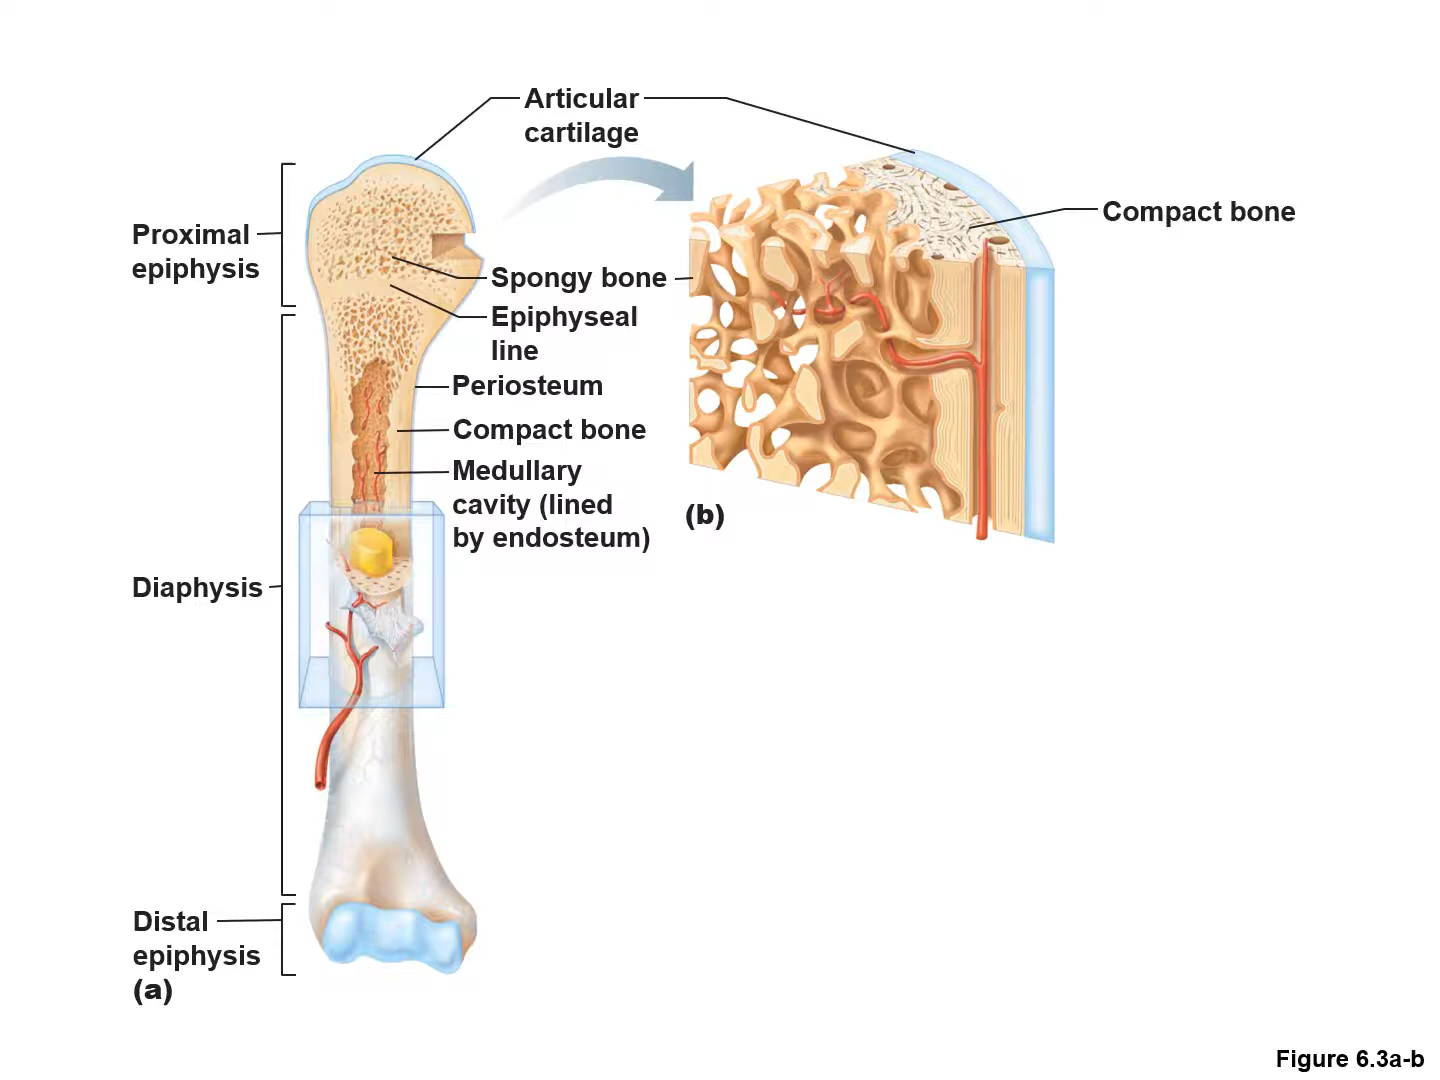 Articular
cartilage
Proximal
epiphysis
Compact bone
Spongy bone
Epiphyseal
line
Periosteum
Compact bone
Medullary
cavity (lined
by endosteum)
(b)
Diaphysis
Distal
epiphysis
(a)
Figure 6.3a-b